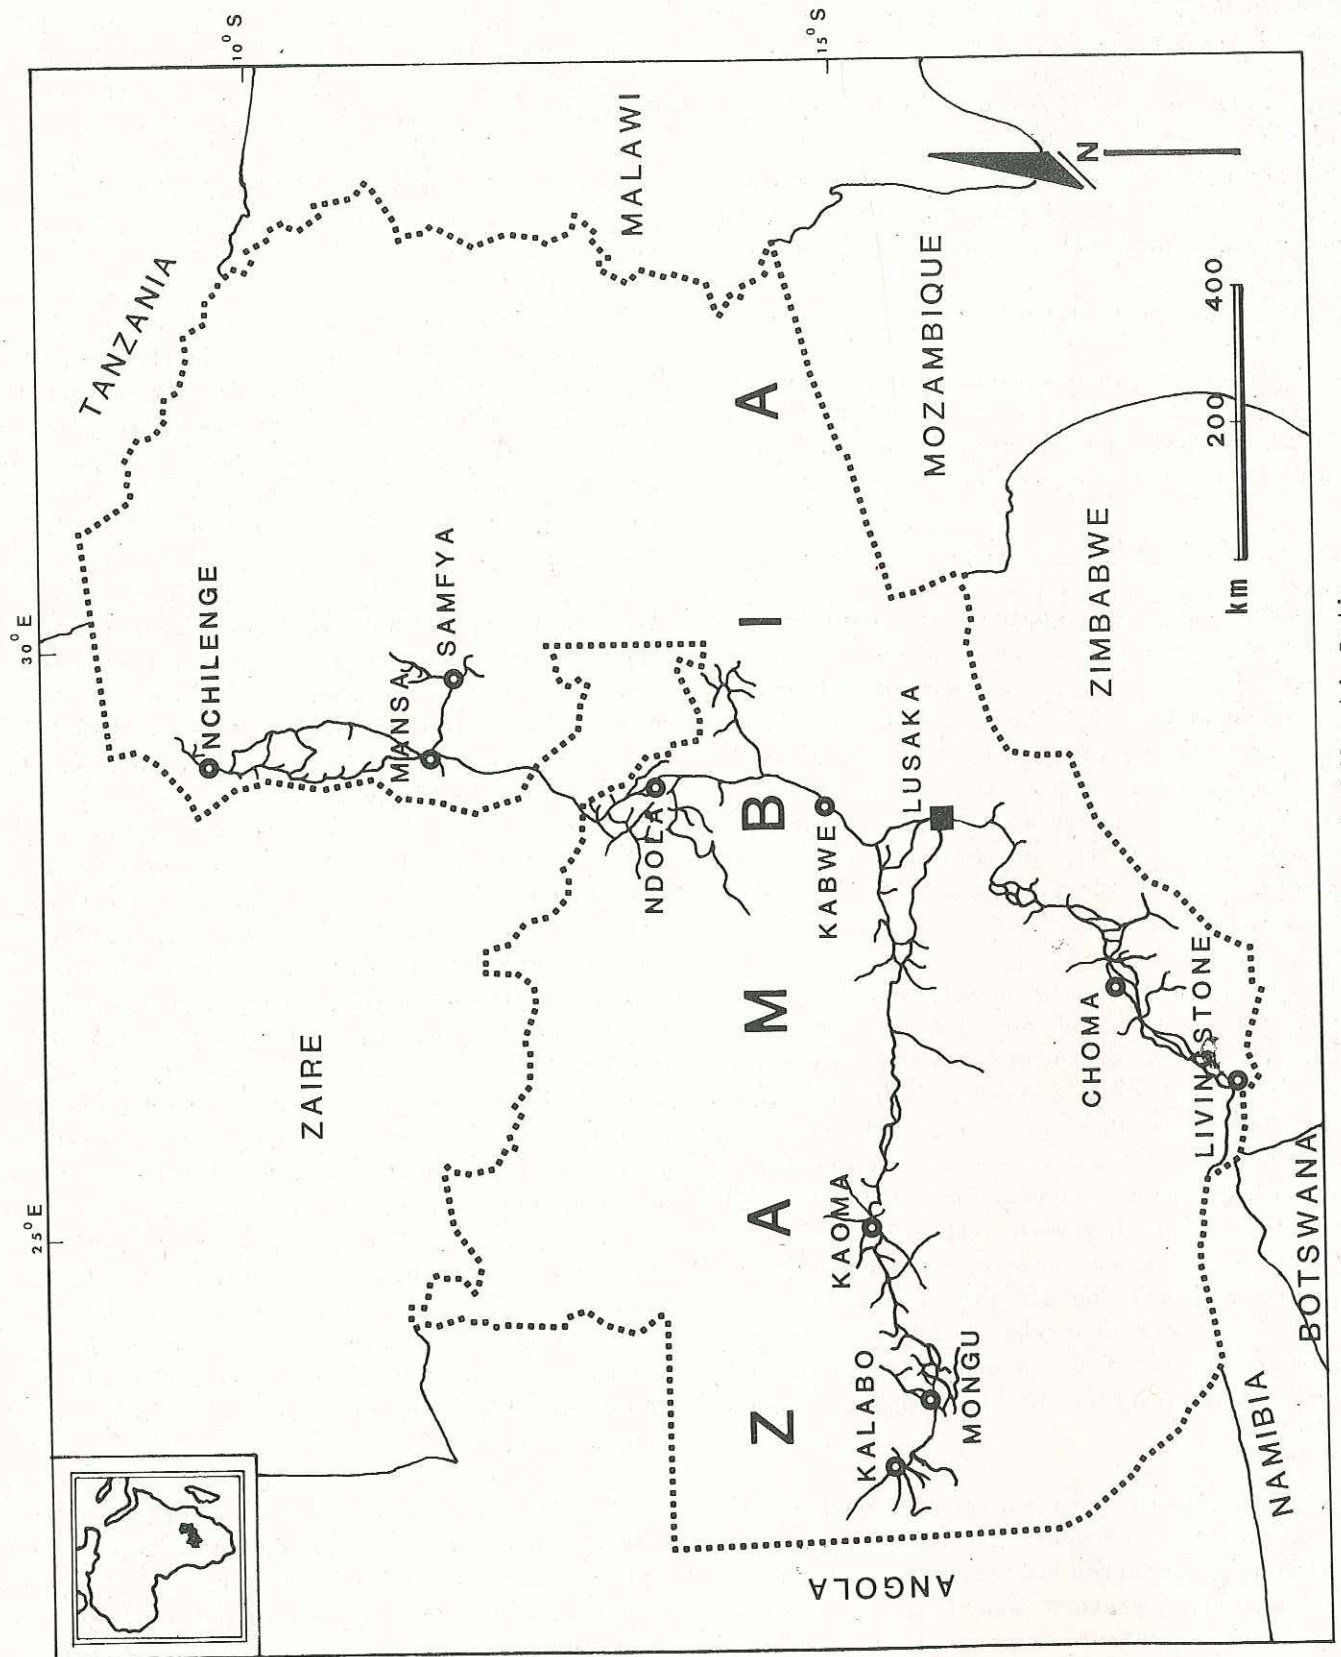 25° E
30° E
10° S
15° S
TANZANIA
ZAIRE
MALAWI
NCHILENGE
MANSA
SAMFYA
NDOLA
Z A M B I A
KABWE
LUSAKA
KAOMA
KALABO
MONGU
ANGOLA
MOZAMBIQUE
CHOMA
LIVINGSTONE
ZIMBABWE
NAMIBIA
BOTSWANA
N
km 200 400